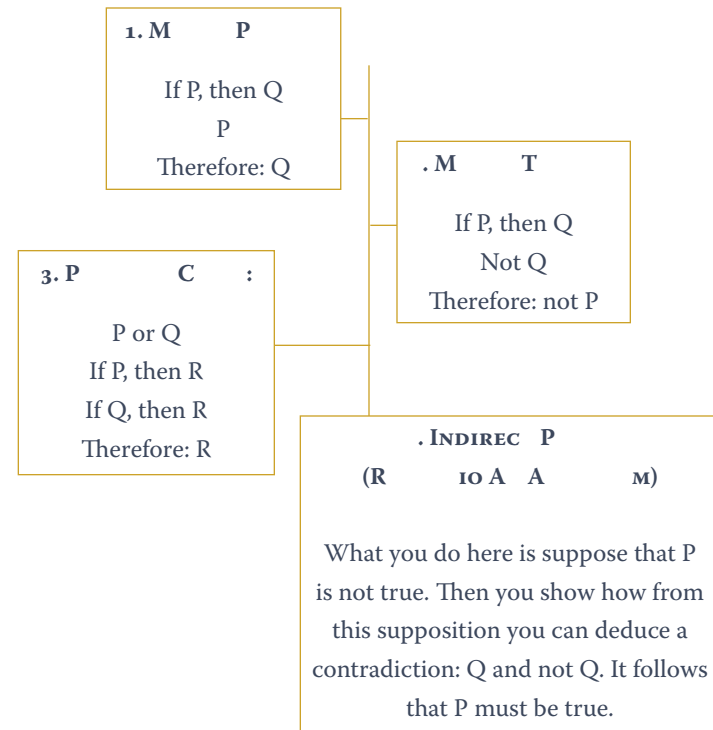 1. M P
If P, then Q
P
Therefore: Q
. M T
If P, then Q
Not Q
Therefore: not P
3. P C :
P or Q
If P, then R
If Q, then R
Therefore: R
. Indirec P
(R io A A m)
What you do here is suppose that P
is not true. Then you show how from
this supposition you can deduce a
contradiction: Q and not Q. It follows
that P must be true.